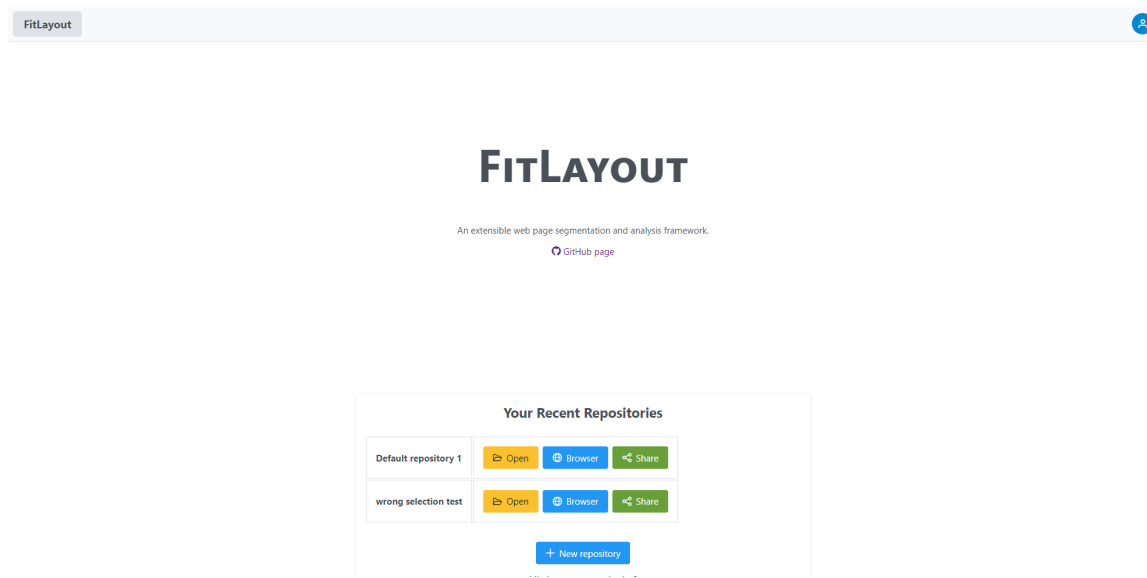 FitLayout
FitLayout
An extensible web page segmentation and analysis framework.
GitHub page
Your Recent Repositories
Default repository 1 Open Browser Share
wrong selection test Open Browser Share
+ New repository